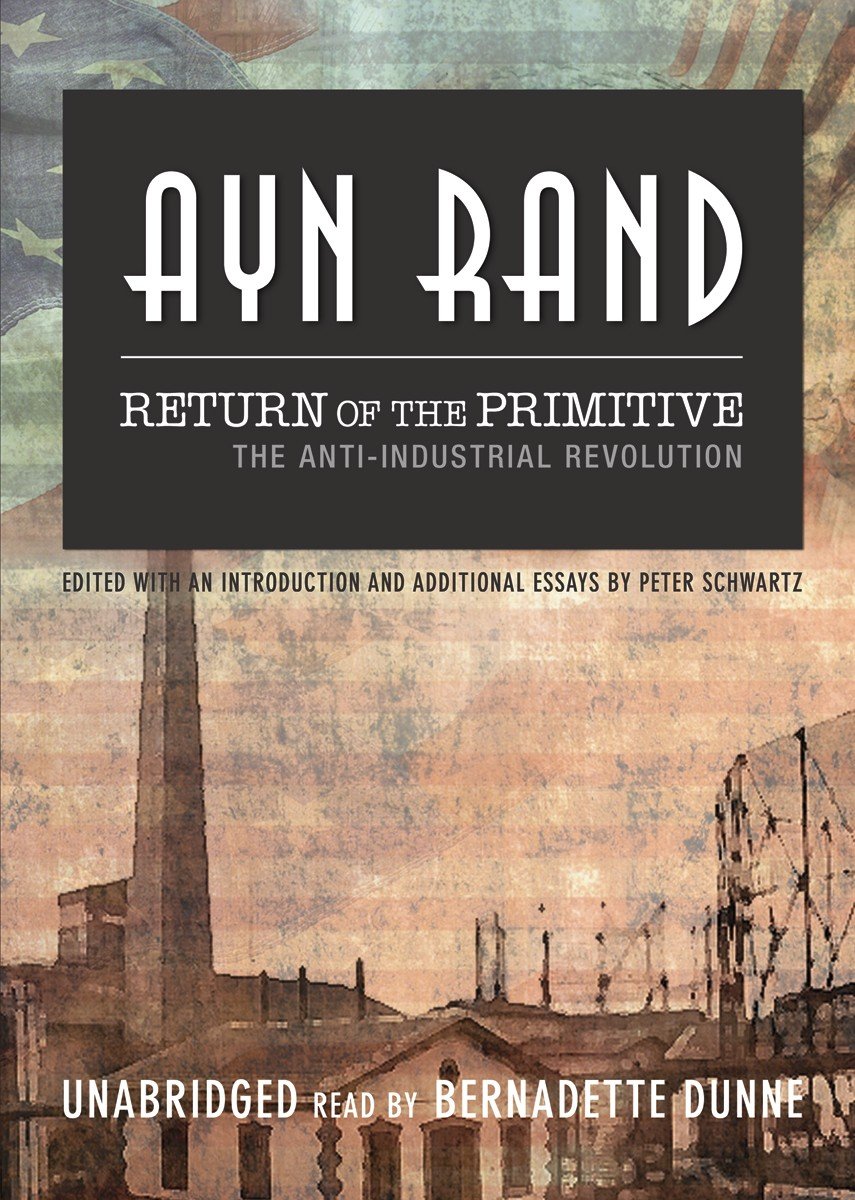 AYN RAND
RETURN OF THE PRIMITIVE
THE ANTI-INDUSTRIAL REVOLUTION
EDITED WITH AN INTRODUCTION AND ADDITIONAL ESSAYS BY PETER SCHWARTZ
UNABRIDGED READ BY BERNADETTE DUNNE